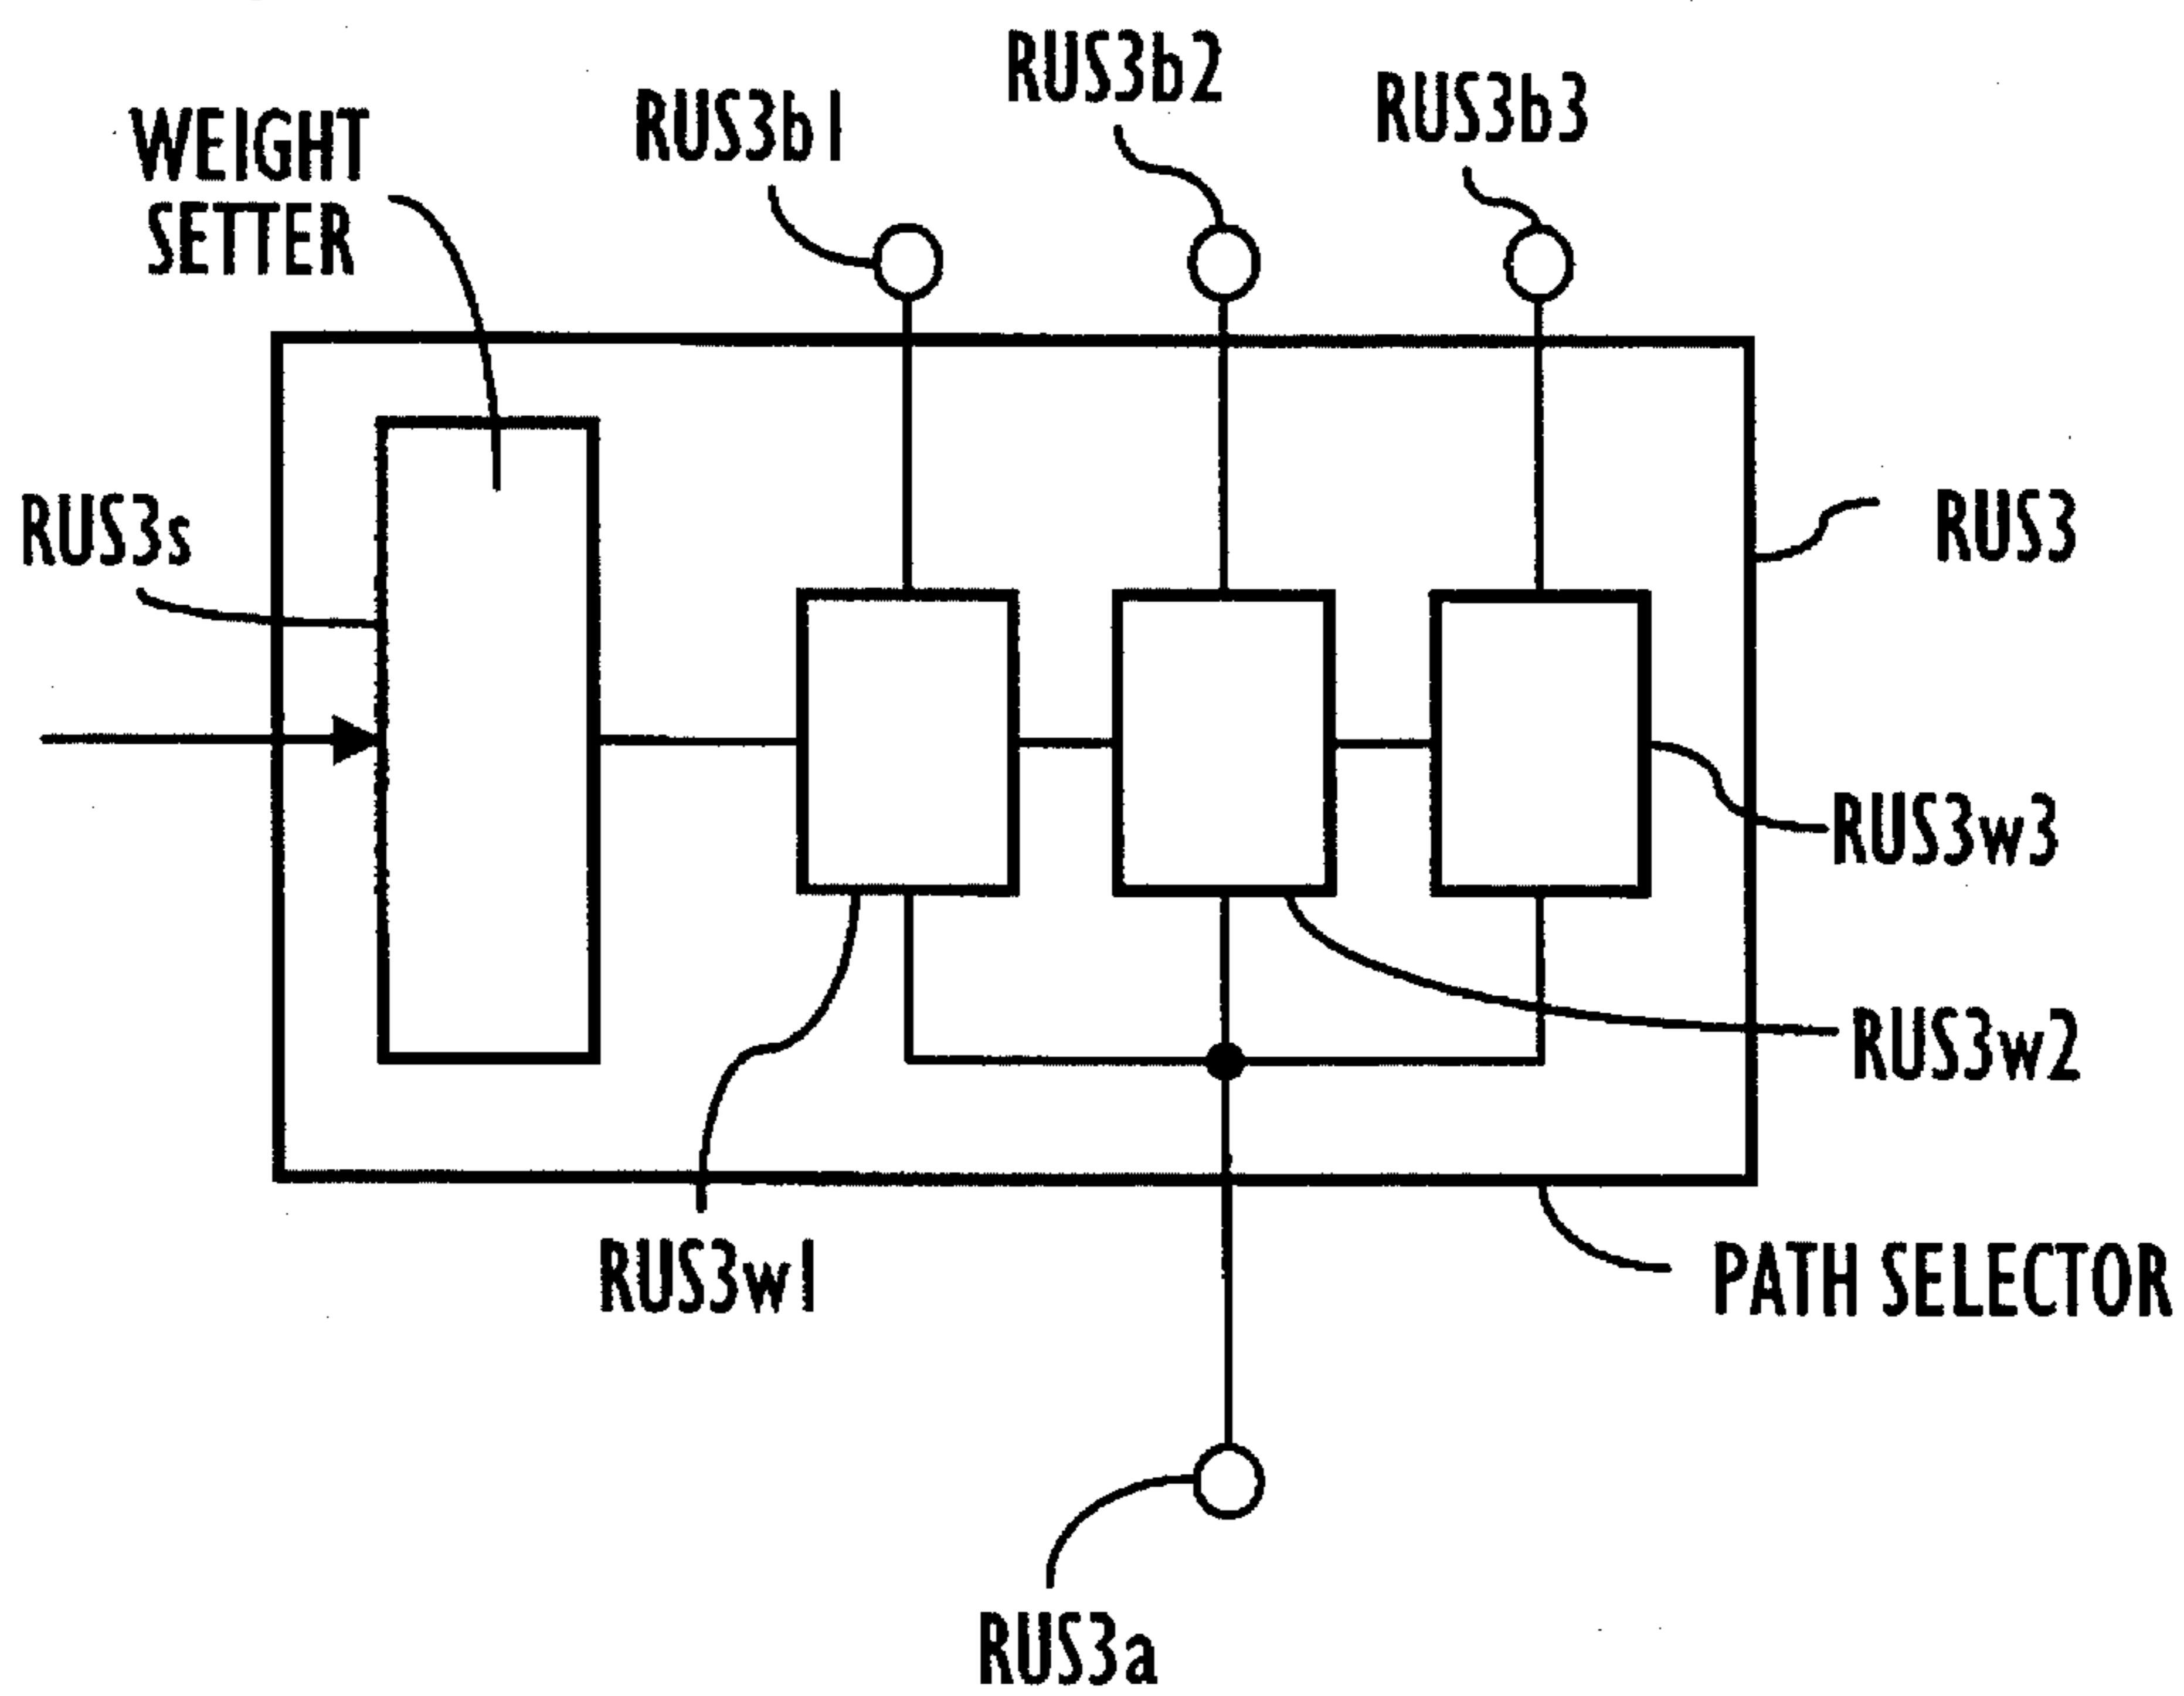 RUS3b2
RUS3b3
RUS3b1
WEIGHT
SETTER
RUS3s
RUS3
RUS3w3
RUS3w2
RUS3w1
PATH SELECTOR
RUS3a